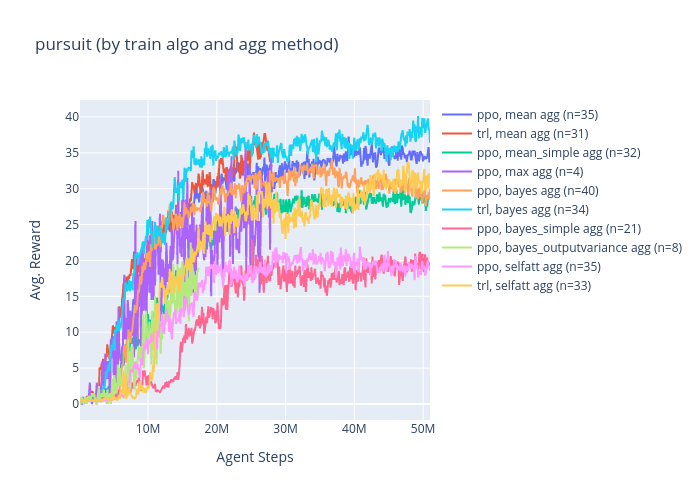 pursuit (by train algo and agg method)
40
35
30
25
20
15
10
5
0
Avg. Reward
10M
20M
30M
40M
50M
Agent Steps
ppo, mean agg (n=35)
trl, mean agg (n=31)
ppo, mean_simple agg (n=32)
ppo, max agg (n=4)
ppo, bayes agg (n=40)
trl, bayes agg (n=34)
ppo, bayes_simple agg (n=21)
ppo, bayes_outputvariance agg (n=8)
ppo, selfatt agg (n=35)
trl, selfatt agg (n=33)